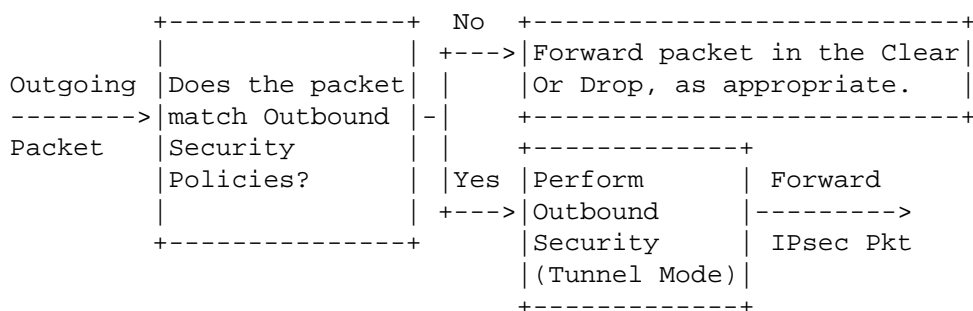 +---------------+   No   +---------------------------+
|               | +--->|Forward packet in the Clear|
Outgoing |Does the packet| |    |Or Drop, as appropriate.   |
-------->|match Outbound |-|    +---------------------------+
Packet   |Security       | |    +-------------+
|Policies?      | |Yes |Perform      | Forward
|               | +--->|Outbound     |--------->
+---------------+      |Security     | IPsec Pkt
|(Tunnel Mode)|
+-------------+